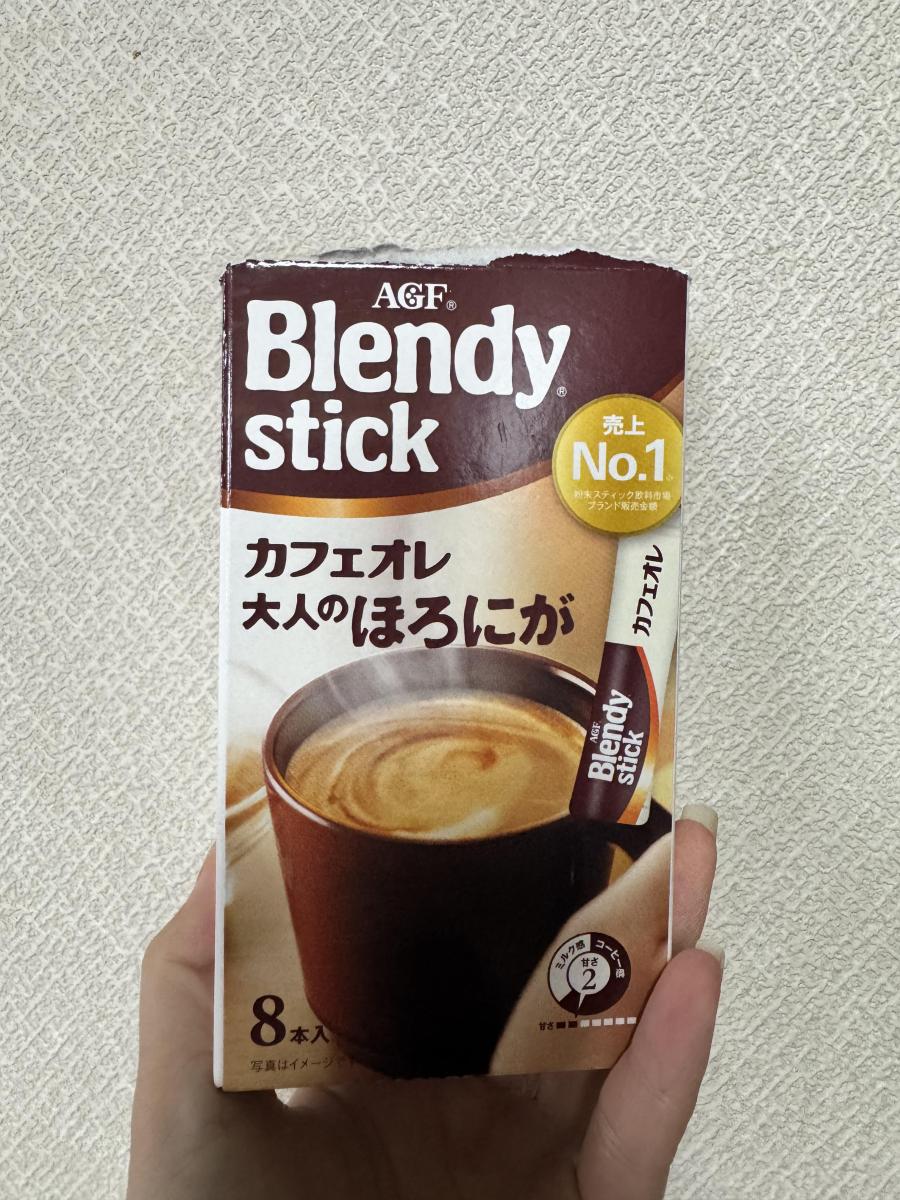 AGF®
Blendy®
stick
売上
No.1
粉末スティック飲料市場
ブランド販売金額
カフェオレ
大人のほろにが
カフェオレ
AGF
Blendy
stick
ミルク感
コーヒー感
甘さ
2
甘さ
8本入
写真はイメージ